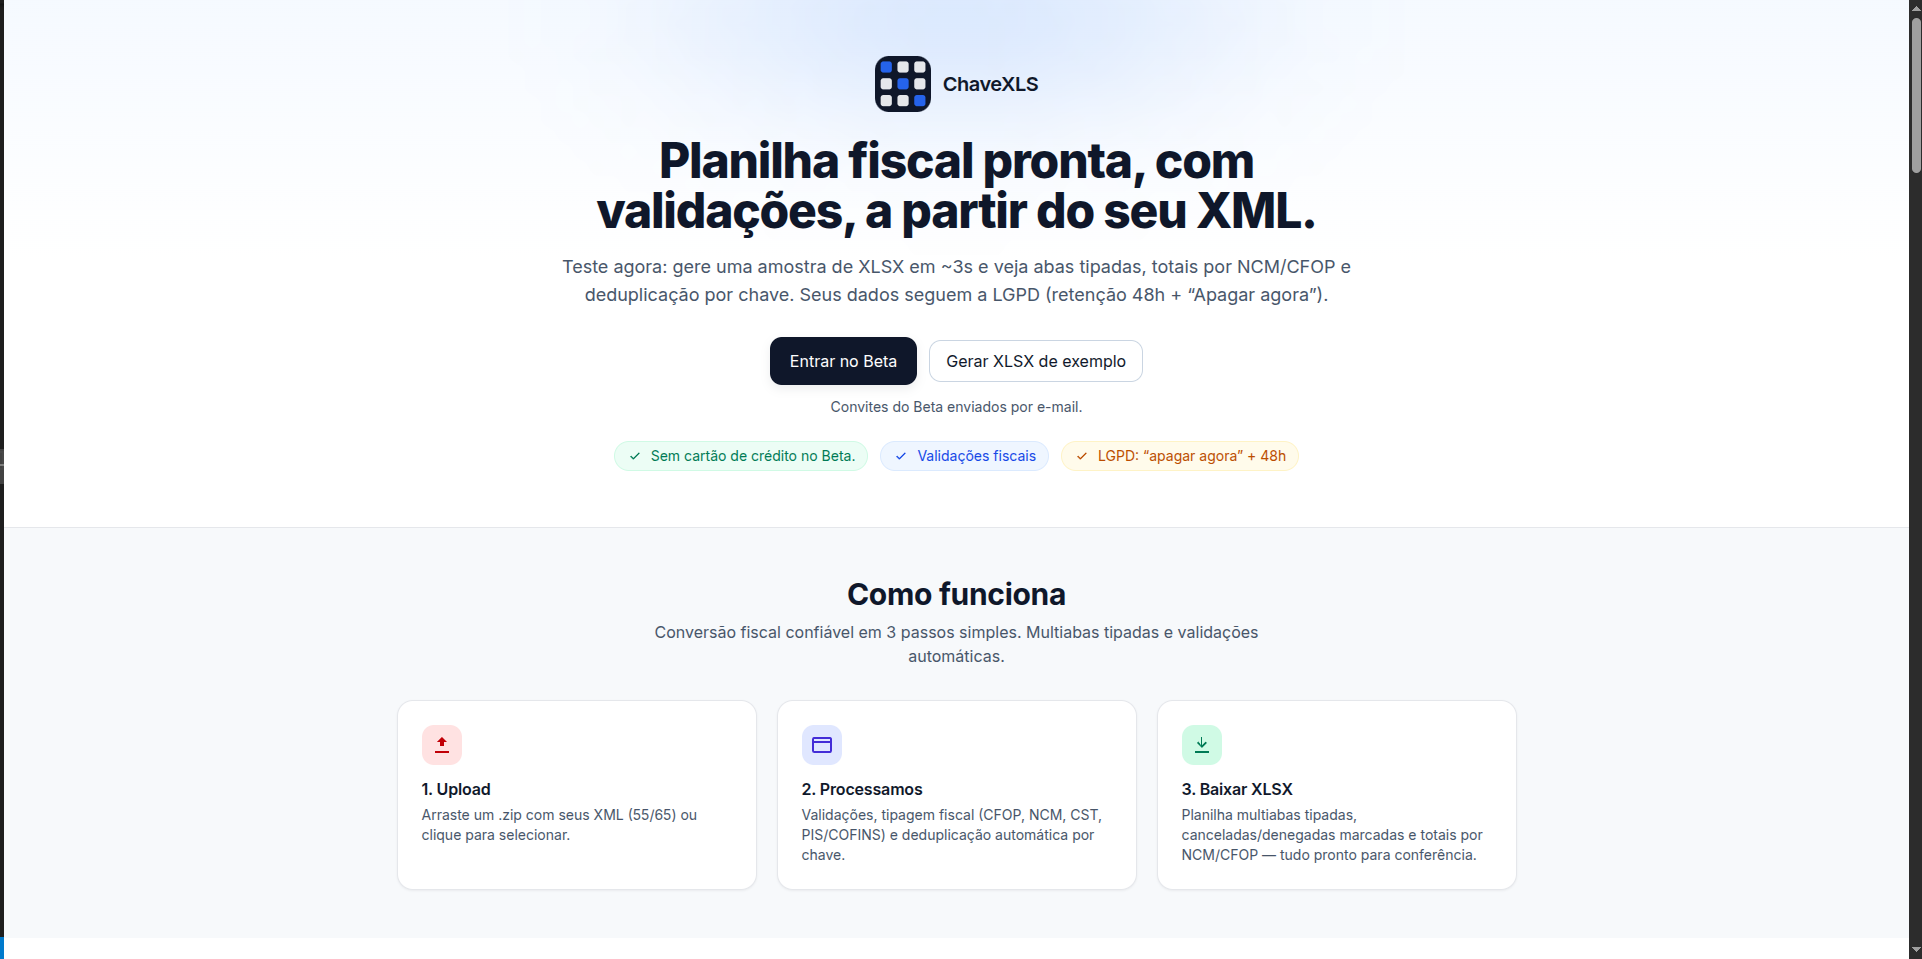 ChaveXLS
Planilha fiscal pronta, com
validações, a partir do seu XML.
Teste agora: gere uma amostra de XLSX em ~3s e veja abas tipadas, totais por NCM/CFOP e
deduplicação por chave. Seus dados seguem a LGPD (retenção 48h + “Apagar agora”).
Entrar no Beta
Gerar XLSX de exemplo
Convites do Beta enviados por e-mail.
Sem cartão de crédito no Beta.
Validações fiscais
LGPD: “apagar agora” + 48h
Como funciona
Conversão fiscal confiável em 3 passos simples. Multiabas tipadas e validações
automáticas.
1. Upload
Arraste um .zip com seus XML (55/65) ou
clique para selecionar.
2. Processamos
Validações, tipagem fiscal (CFOP, NCM, CST,
PIS/COFINS) e deduplicação automática por
chave.
3. Baixar XLSX
Planilha multiabas tipadas,
canceladas/denegadas marcadas e totais por
NCM/CFOP — tudo pronto para conferência.